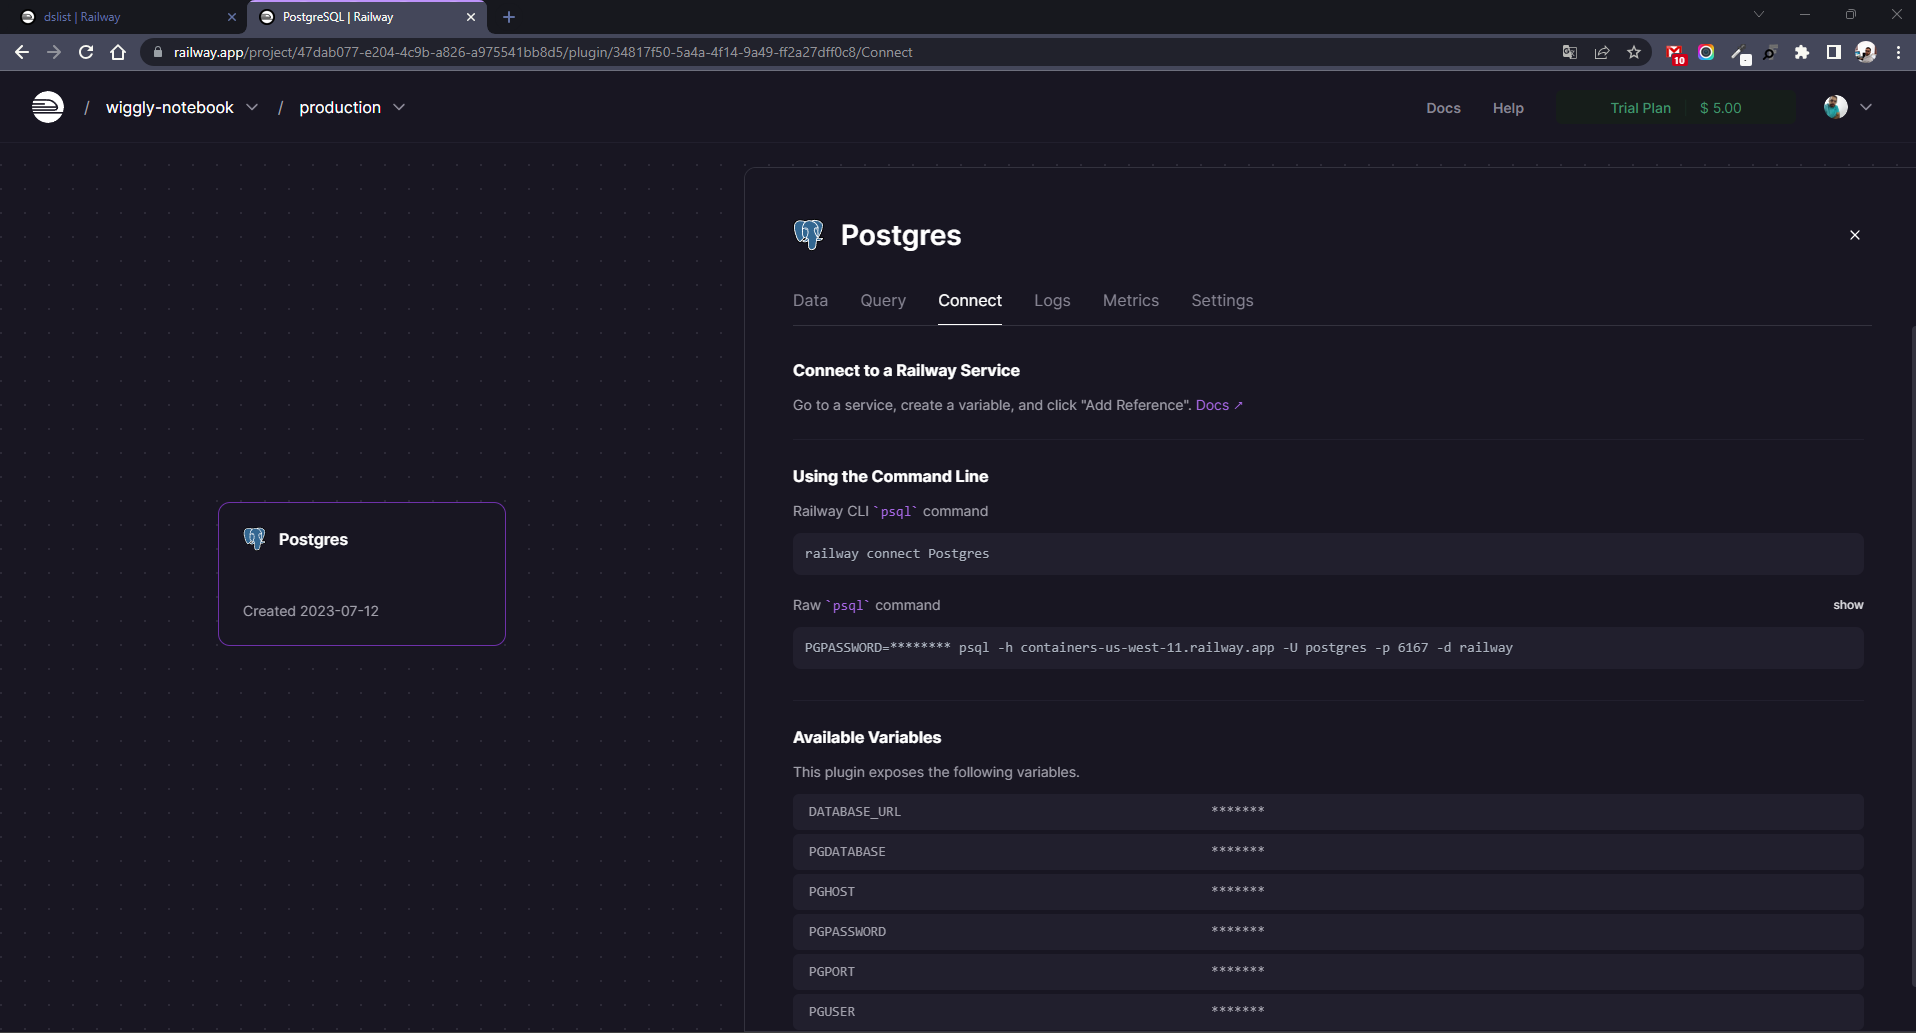 dslist | Railway
PostgreSQL | Railway
railway.app/project/47dab077-e204-4c9b-a826-a975541bb8d5/plugin/34817f50-5a4a-4f14-9a49-ff2a27dff0c8/Connect
10
/ wiggly-notebook / production
Docs Help Trial Plan $ 5.00
Postgres
Created 2023-07-12
Postgres
Data Query Connect Logs Metrics Settings
Connect to a Railway Service
Go to a service, create a variable, and click "Add Reference". Docs ↗
Using the Command Line
Railway CLI `psql` command
railway connect Postgres
Raw `psql` command show
PGPASSWORD=******** psql -h containers-us-west-11.railway.app -U postgres -p 6167 -d railway
Available Variables
This plugin exposes the following variables.
DATABASE_URL *******
PGDATABASE *******
PGHOST *******
PGPASSWORD *******
PGPORT *******
PGUSER *******